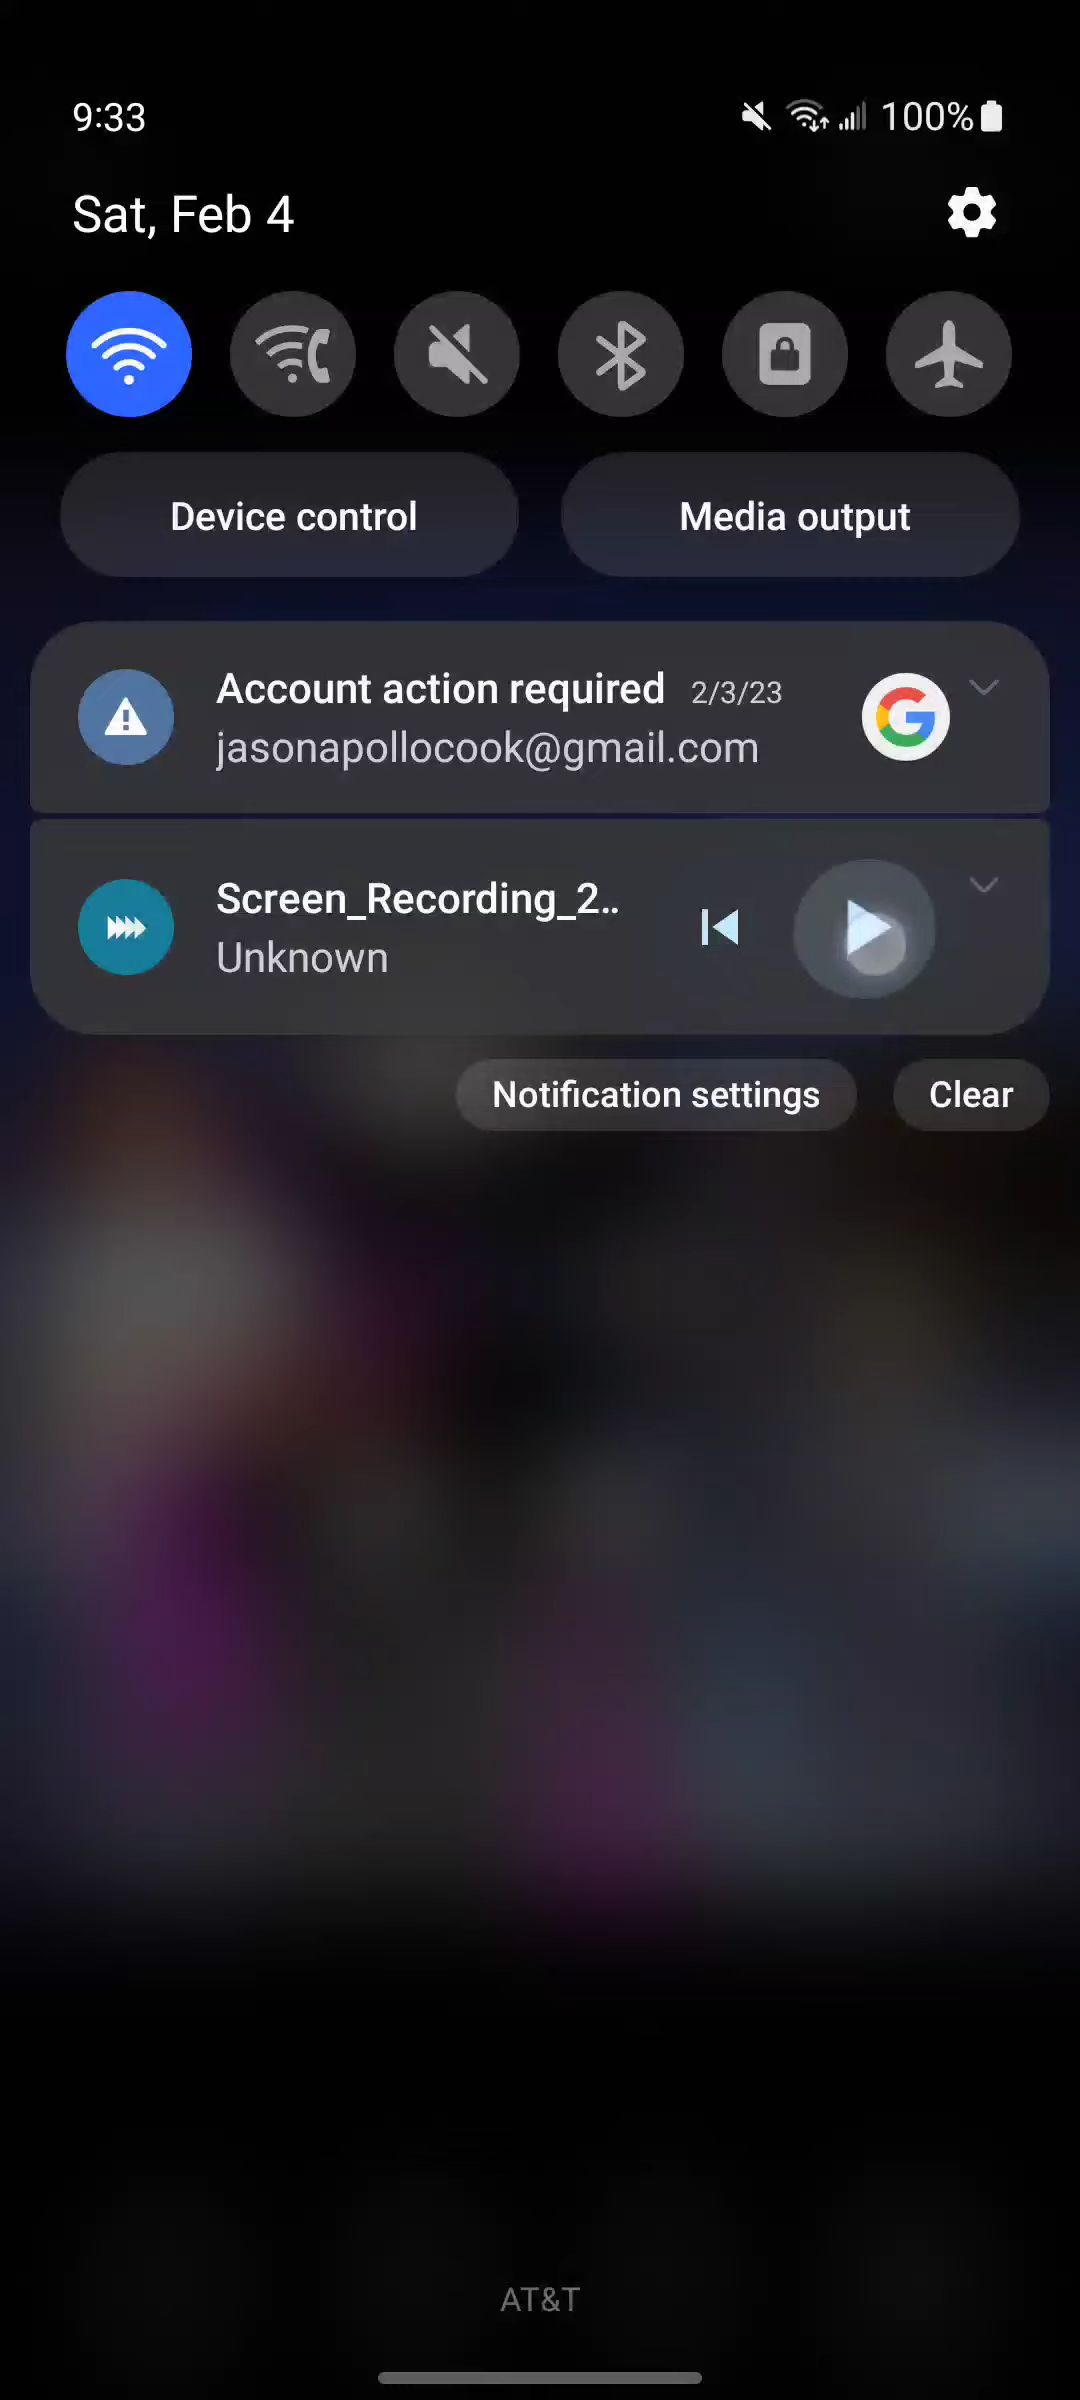 9:33
100%
Sat, Feb 4
Device control
Media output
Account action required 2/3/23
jasonapollocook@gmail.com
Screen_Recording_2..
Unknown
Notification settings
Clear
AT&T